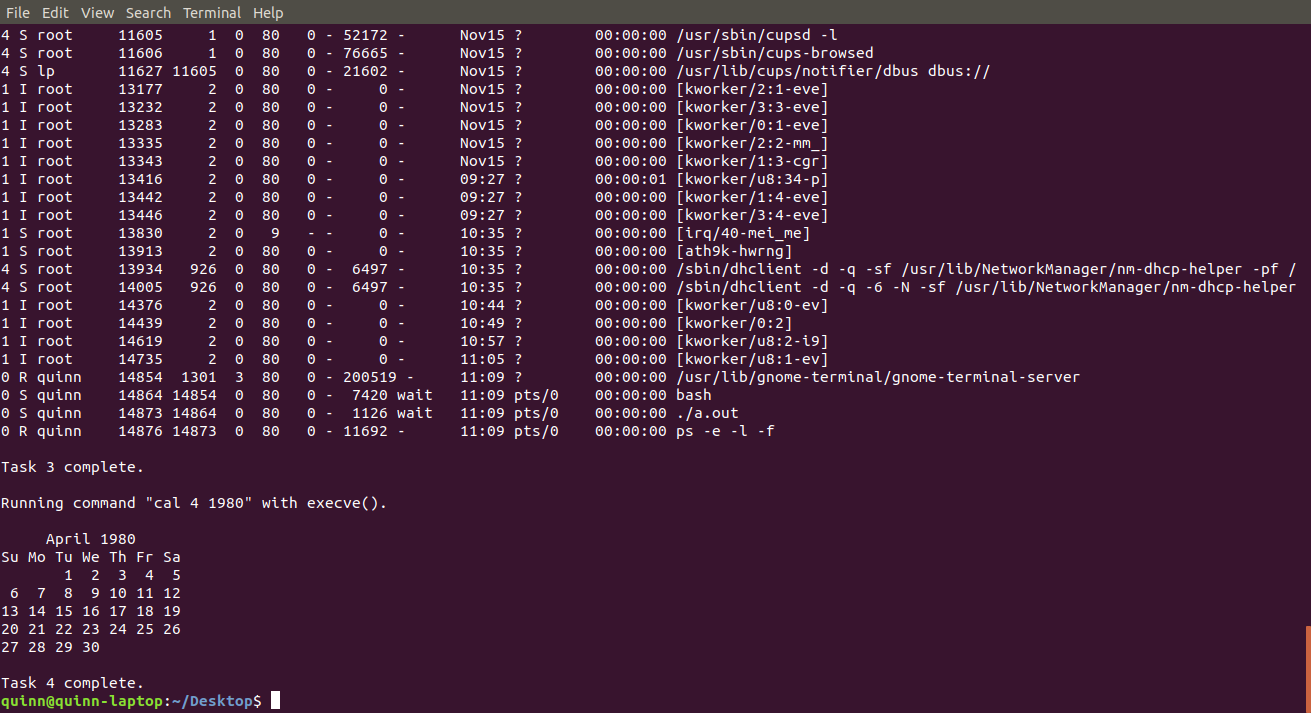 File Edit View Search Terminal Help
4 S root     11605     1  0  80   0 - 52172 -      Nov15 ?        00:00:00 /usr/sbin/cupsd -l
4 S root     11606     1  0  80   0 - 76665 -      Nov15 ?        00:00:00 /usr/sbin/cups-browsed
4 S lp       11627 11605  0  80   0 - 21602 -      Nov15 ?        00:00:00 /usr/lib/cups/notifier/dbus dbus://
1 I root     13177     2  0  80   0 -     0 -      Nov15 ?        00:00:00 [kworker/2:1-eve]
1 I root     13232     2  0  80   0 -     0 -      Nov15 ?        00:00:00 [kworker/3:3-eve]
1 I root     13283     2  0  80   0 -     0 -      Nov15 ?        00:00:00 [kworker/0:1-eve]
1 I root     13335     2  0  80   0 -     0 -      Nov15 ?        00:00:00 [kworker/2:2-mm_]
1 I root     13343     2  0  80   0 -     0 -      Nov15 ?        00:00:00 [kworker/1:3-cgr]
1 I root     13416     2  0  80   0 -     0 -      09:27 ?        00:00:01 [kworker/u8:34-p]
1 I root     13442     2  0  80   0 -     0 -      09:27 ?        00:00:00 [kworker/1:4-eve]
1 I root     13446     2  0  80   0 -     0 -      09:27 ?        00:00:00 [kworker/3:4-eve]
1 S root     13830     2  0   9   - -     0 -      10:35 ?        00:00:00 [irq/40-mei_me]
1 S root     13913     2  0  80   0 -     0 -      10:35 ?        00:00:00 [ath9k-hwrng]
4 S root     13934   926  0  80   0 -  6497 -      10:35 ?        00:00:00 /sbin/dhclient -d -q -sf /usr/lib/NetworkManager/nm-dhcp-helper -pf /
4 S root     14005   926  0  80   0 -  6497 -      10:35 ?        00:00:00 /sbin/dhclient -d -q -6 -N -sf /usr/lib/NetworkManager/nm-dhcp-helper
1 I root     14376     2  0  80   0 -     0 -      10:44 ?        00:00:00 [kworker/u8:0-ev]
1 I root     14439     2  0  80   0 -     0 -      10:49 ?        00:00:00 [kworker/0:2]
1 I root     14619     2  0  80   0 -     0 -      10:57 ?        00:00:00 [kworker/u8:2-i9]
1 I root     14735     2  0  80   0 -     0 -      11:05 ?        00:00:00 [kworker/u8:1-ev]
0 R quinn    14854  1301  3  80   0 - 200519 -     11:09 ?        00:00:00 /usr/lib/gnome-terminal/gnome-terminal-server
0 S quinn    14864 14854  0  80   0 -  7420 wait   11:09 pts/0    00:00:00 bash
0 S quinn    14873 14864  0  80   0 -  1126 wait   11:09 pts/0    00:00:00 ./a.out
0 R quinn    14876 14873  0  80   0 - 11692 -      11:09 pts/0    00:00:00 ps -e -l -f
Task 3 complete.
Running command "cal 4 1980" with execve().
     April 1980
Su Mo Tu We Th Fr Sa
       1  2  3  4  5
 6  7  8  9 10 11 12
13 14 15 16 17 18 19
20 21 22 23 24 25 26
27 28 29 30
Task 4 complete.
quinn@quinn-laptop:~/Desktop$